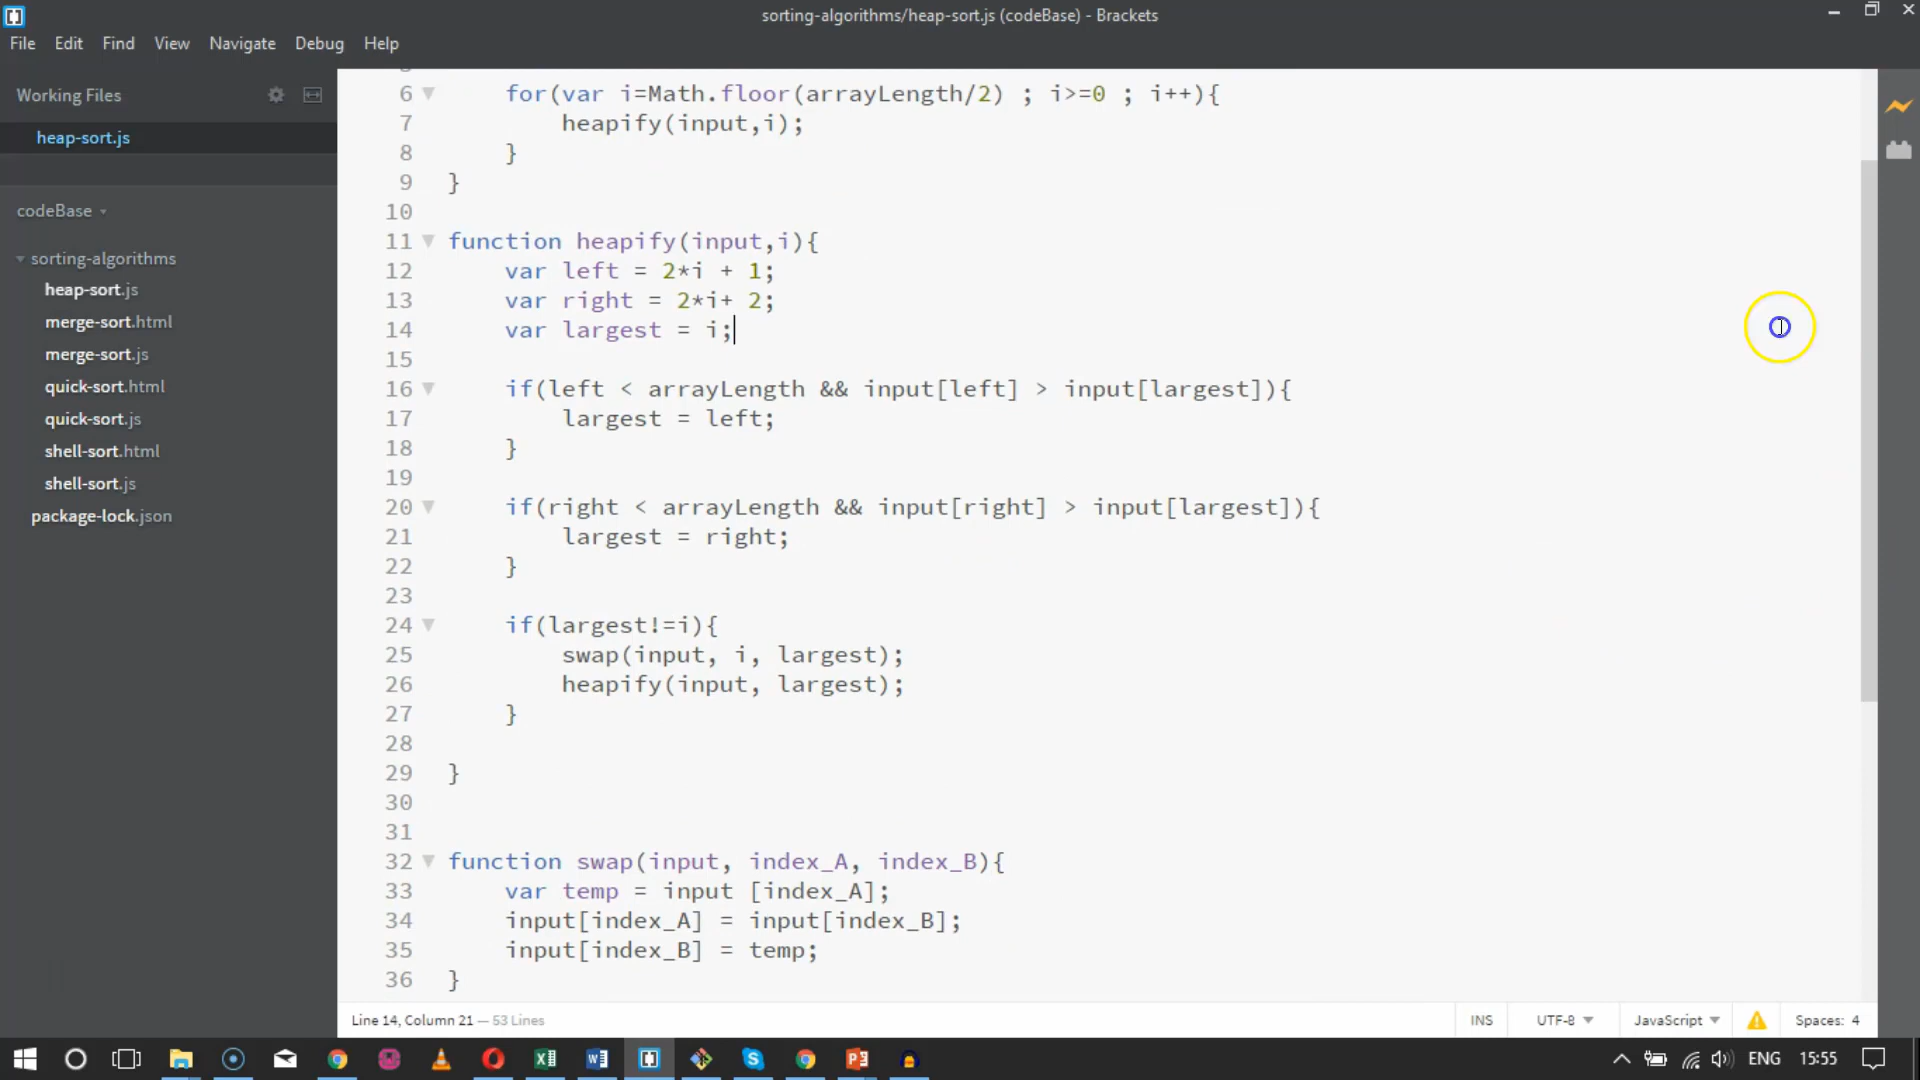 sorting-algorithms/heap-sort.js (codeBase) - Brackets
File Edit Find View Navigate Debug Help
Working Files
heap-sort.js
codeBase
sorting-algorithms
heap-sort.js
merge-sort.html
merge-sort.js
quick-sort.html
quick-sort.js
shell-sort.html
shell-sort.js
package-lock.json
6 for(var i=Math.floor(arrayLength/2) ; i>=0 ; i++){
7 heapify(input,i);
8 }
9 }
10
11 function heapify(input,i){
12 var left = 2*i + 1;
13 var right = 2*i+ 2;
14 var largest = i;
15
16 if(left < arrayLength && input[left] > input[largest]){
17 largest = left;
18 }
19
20 if(right < arrayLength && input[right] > input[largest]){
21 largest = right;
22 }
23
24 if(largest!=i){
25 swap(input, i, largest);
26 heapify(input, largest);
27 }
28
29 }
30
31
32 function swap(input, index_A, index_B){
33 var temp = input [index_A];
34 input[index_A] = input[index_B];
35 input[index_B] = temp;
36 }
Line 14, Column 21 — 53 Lines
INS UTF-8 JavaScript Spaces: 4
ENG 15:55